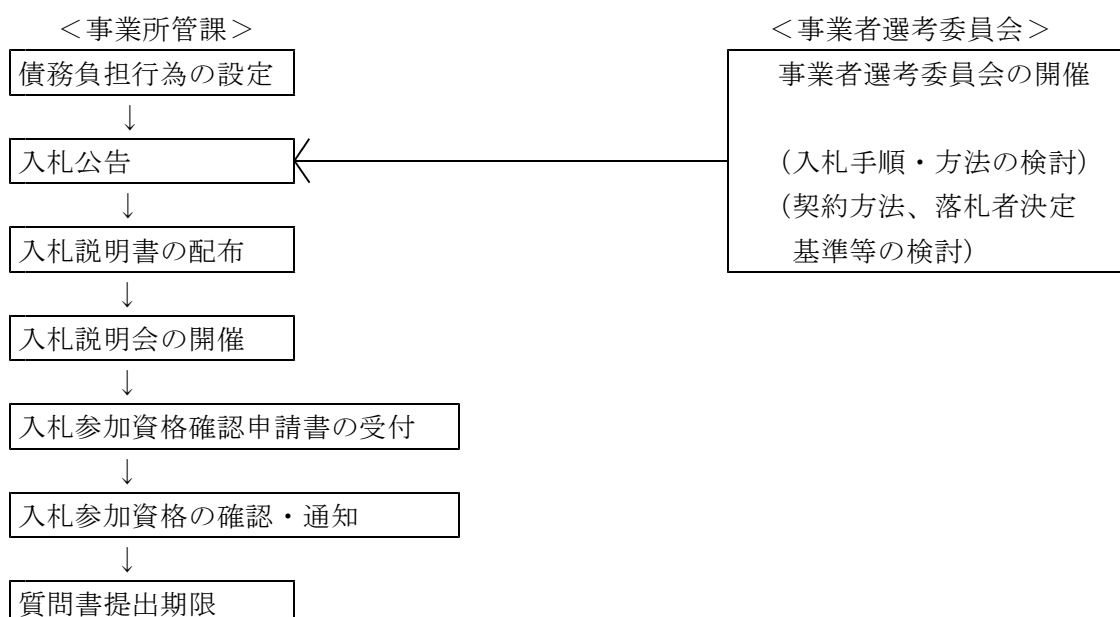 ＜事業所管課＞
債務負担行為の設定
↓
入札公告
↓
入札説明書の配布
↓
入札説明会の開催
↓
入札参加資格確認申請書の受付
↓
入札参加資格の確認・通知
↓
質問書提出期限
＜事業者選考委員会＞
事業者選考委員会の開催
（入札手順・方法の検討）
（契約方法、落札者決定
基準等の検討）